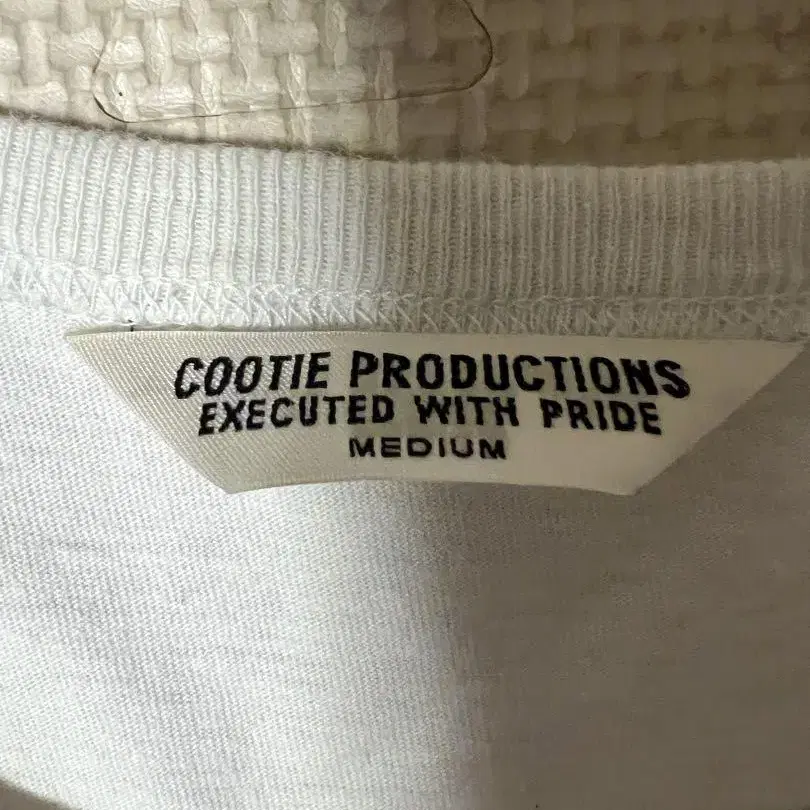 COOTIE PRODUCTIONS
EXECUTED WITH PRIDE
MEDIUM